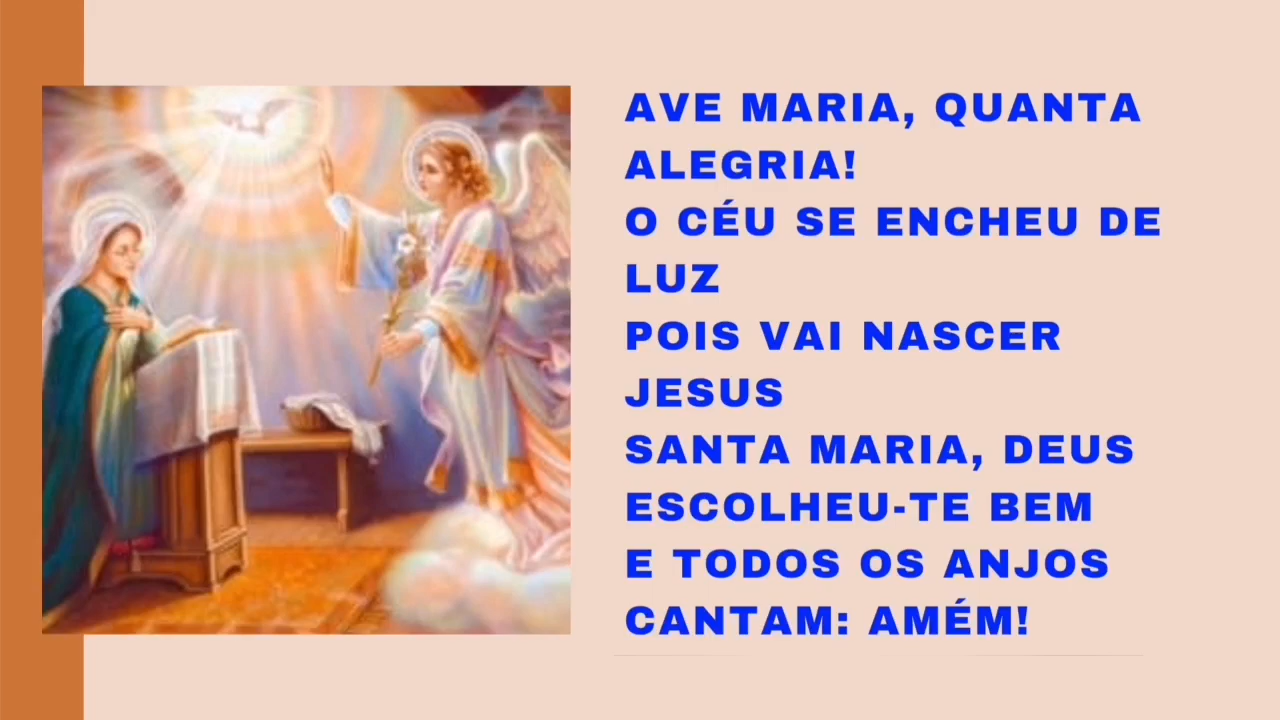 AVE MARIA, QUANTA
ALEGRIA!
O CÉU SE ENCHEU DE
LUZ
POIS VAI NASCER
JESUS
SANTA MARIA, DEUS
ESCOLHEU-TE BEM
E TODOS OS ANJOS
CANTAM: AMÉM!